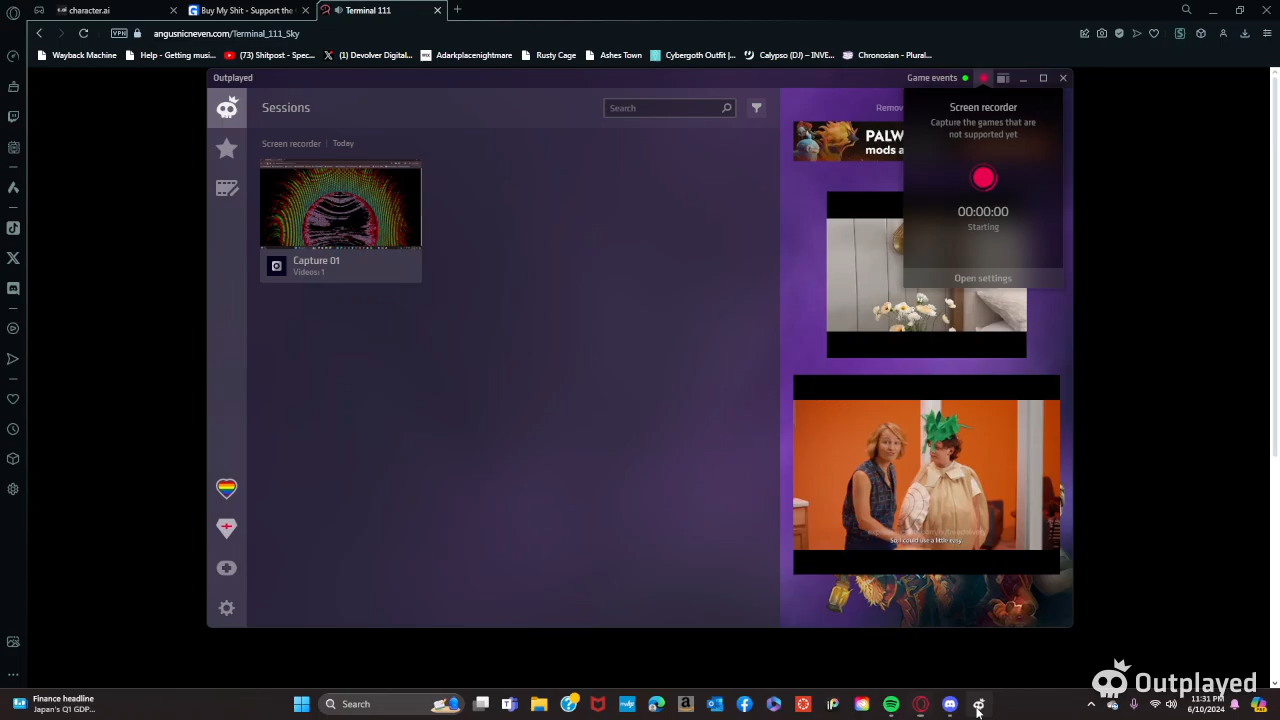 character.ai
Buy My Shit - Support the
Terminal 111
VPN
angusnicneven.com/Terminal_111_Sky
Wayback Machine
Help - Getting music...
(73) Shitpost - Spec...
(1) Devolver Digital...
Adarkplacenightmare
Rusty Cage
Ashes Town
Cybergoth Outfit |...
Calypso (DJ) – INVE...
Chronosian - Plural...
Outplayed
Game events
Sessions
Search
Screen recorder
Today
Capture 01
Videos: 1
Remov
PALW
mods a
Screen recorder
Capture the games that are
not supported yet
00:00:00
Starting
Open settings
So, I could use a little easy.
Outplayed
Finance headline
Japan's Q1 GDP...
Search
11:31 PM
6/10/2024